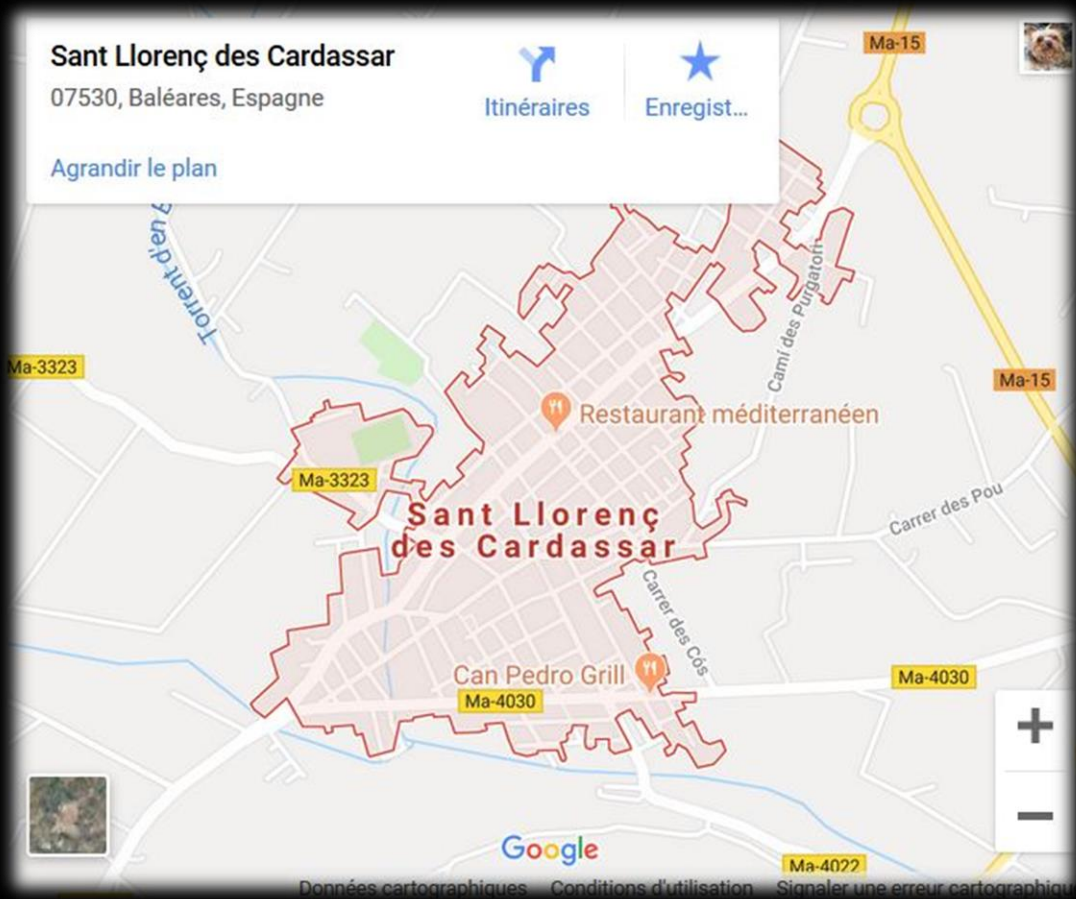 Sant Llorenç des Cardassar
07530, Baléares, Espagne
Itinéraires
Enregist...
Agrandir le plan
Ma-15
Torrent d'en
Camí des Purgatori
Ma-3323
Ma-15
Restaurant méditerranéen
Ma-3323
Carrer des Pou
Sant Llorenç
des Cardassar
Carrer des Cós
Can Pedro Grill
Ma-4030
Ma-4030
+
−
Google
Ma-4022
Données cartographiques
Conditions d'utilisation
Signaler une erreur cartographiqu